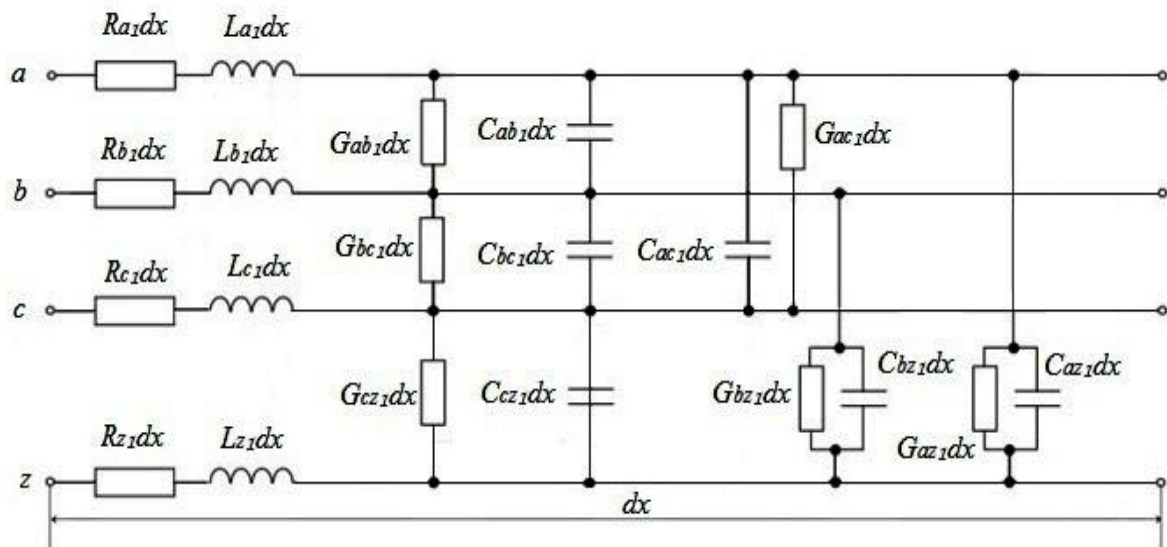 Ra₁dx La₁dx
a
Gab₁dx Cab₁dx Gac₁dx
Rb₁dx Lb₁dx
b
Gbc₁dx Cbc₁dx Cac₁dx
Rc₁dx Lc₁dx
c
Gcz₁dx Ccz₁dx Gbz₁dx Cbz₁dx Caz₁dx
Gaz₁dx
Rz₁dx Lz₁dx
z
dx